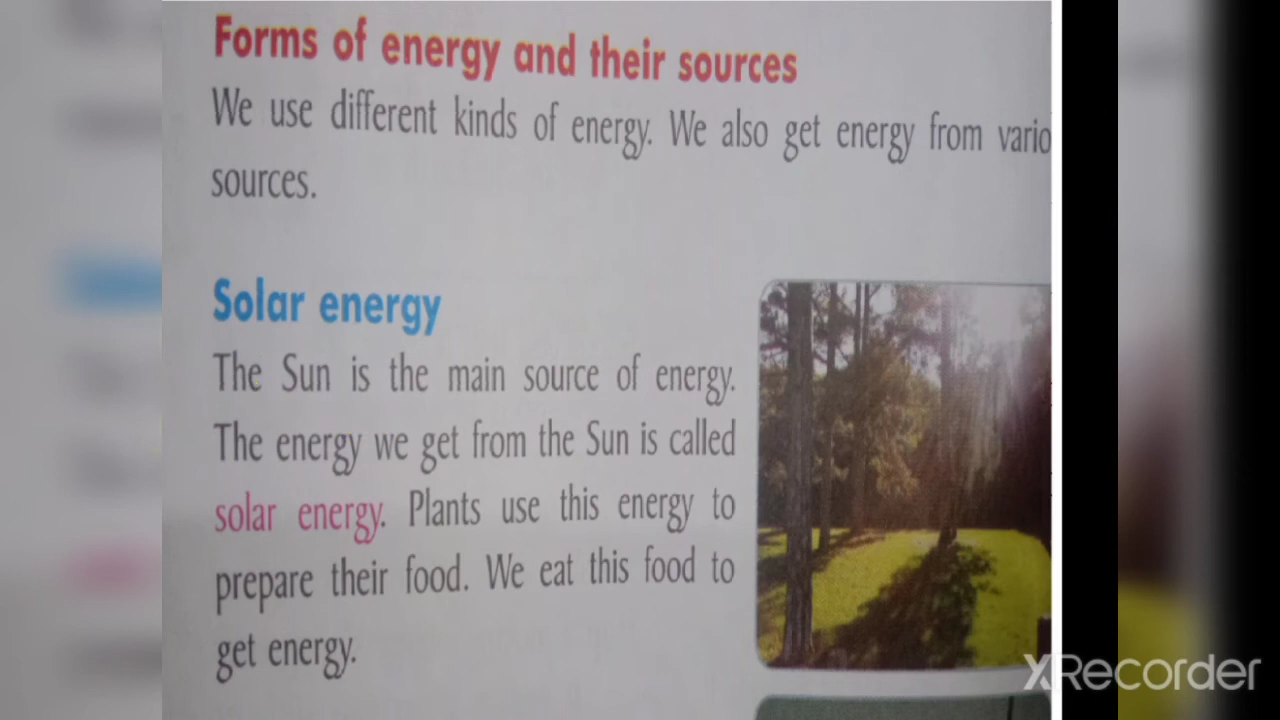 Forms of energy and their sources
We use different kinds of energy. We also get energy from vario
sources.
Solar energy
The Sun is the main source of energy.
The energy we get from the Sun is called
solar energy. Plants use this energy to
prepare their food. We eat this food to
get energy.
XRecorder